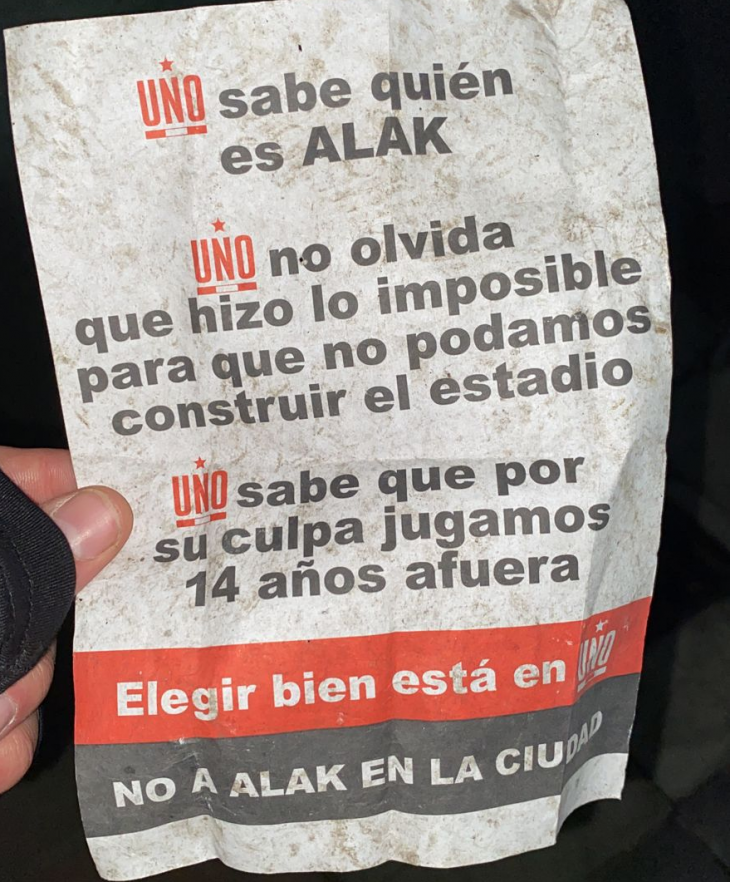 UNO sabe quién
es ALAK
UNO no olvida
que hizo lo imposible
para que no podamos
construir el estadio
UNO sabe que por
su culpa jugamos
14 años afuera
Elegir bien está en UNO
NO A ALAK EN LA CIUDAD